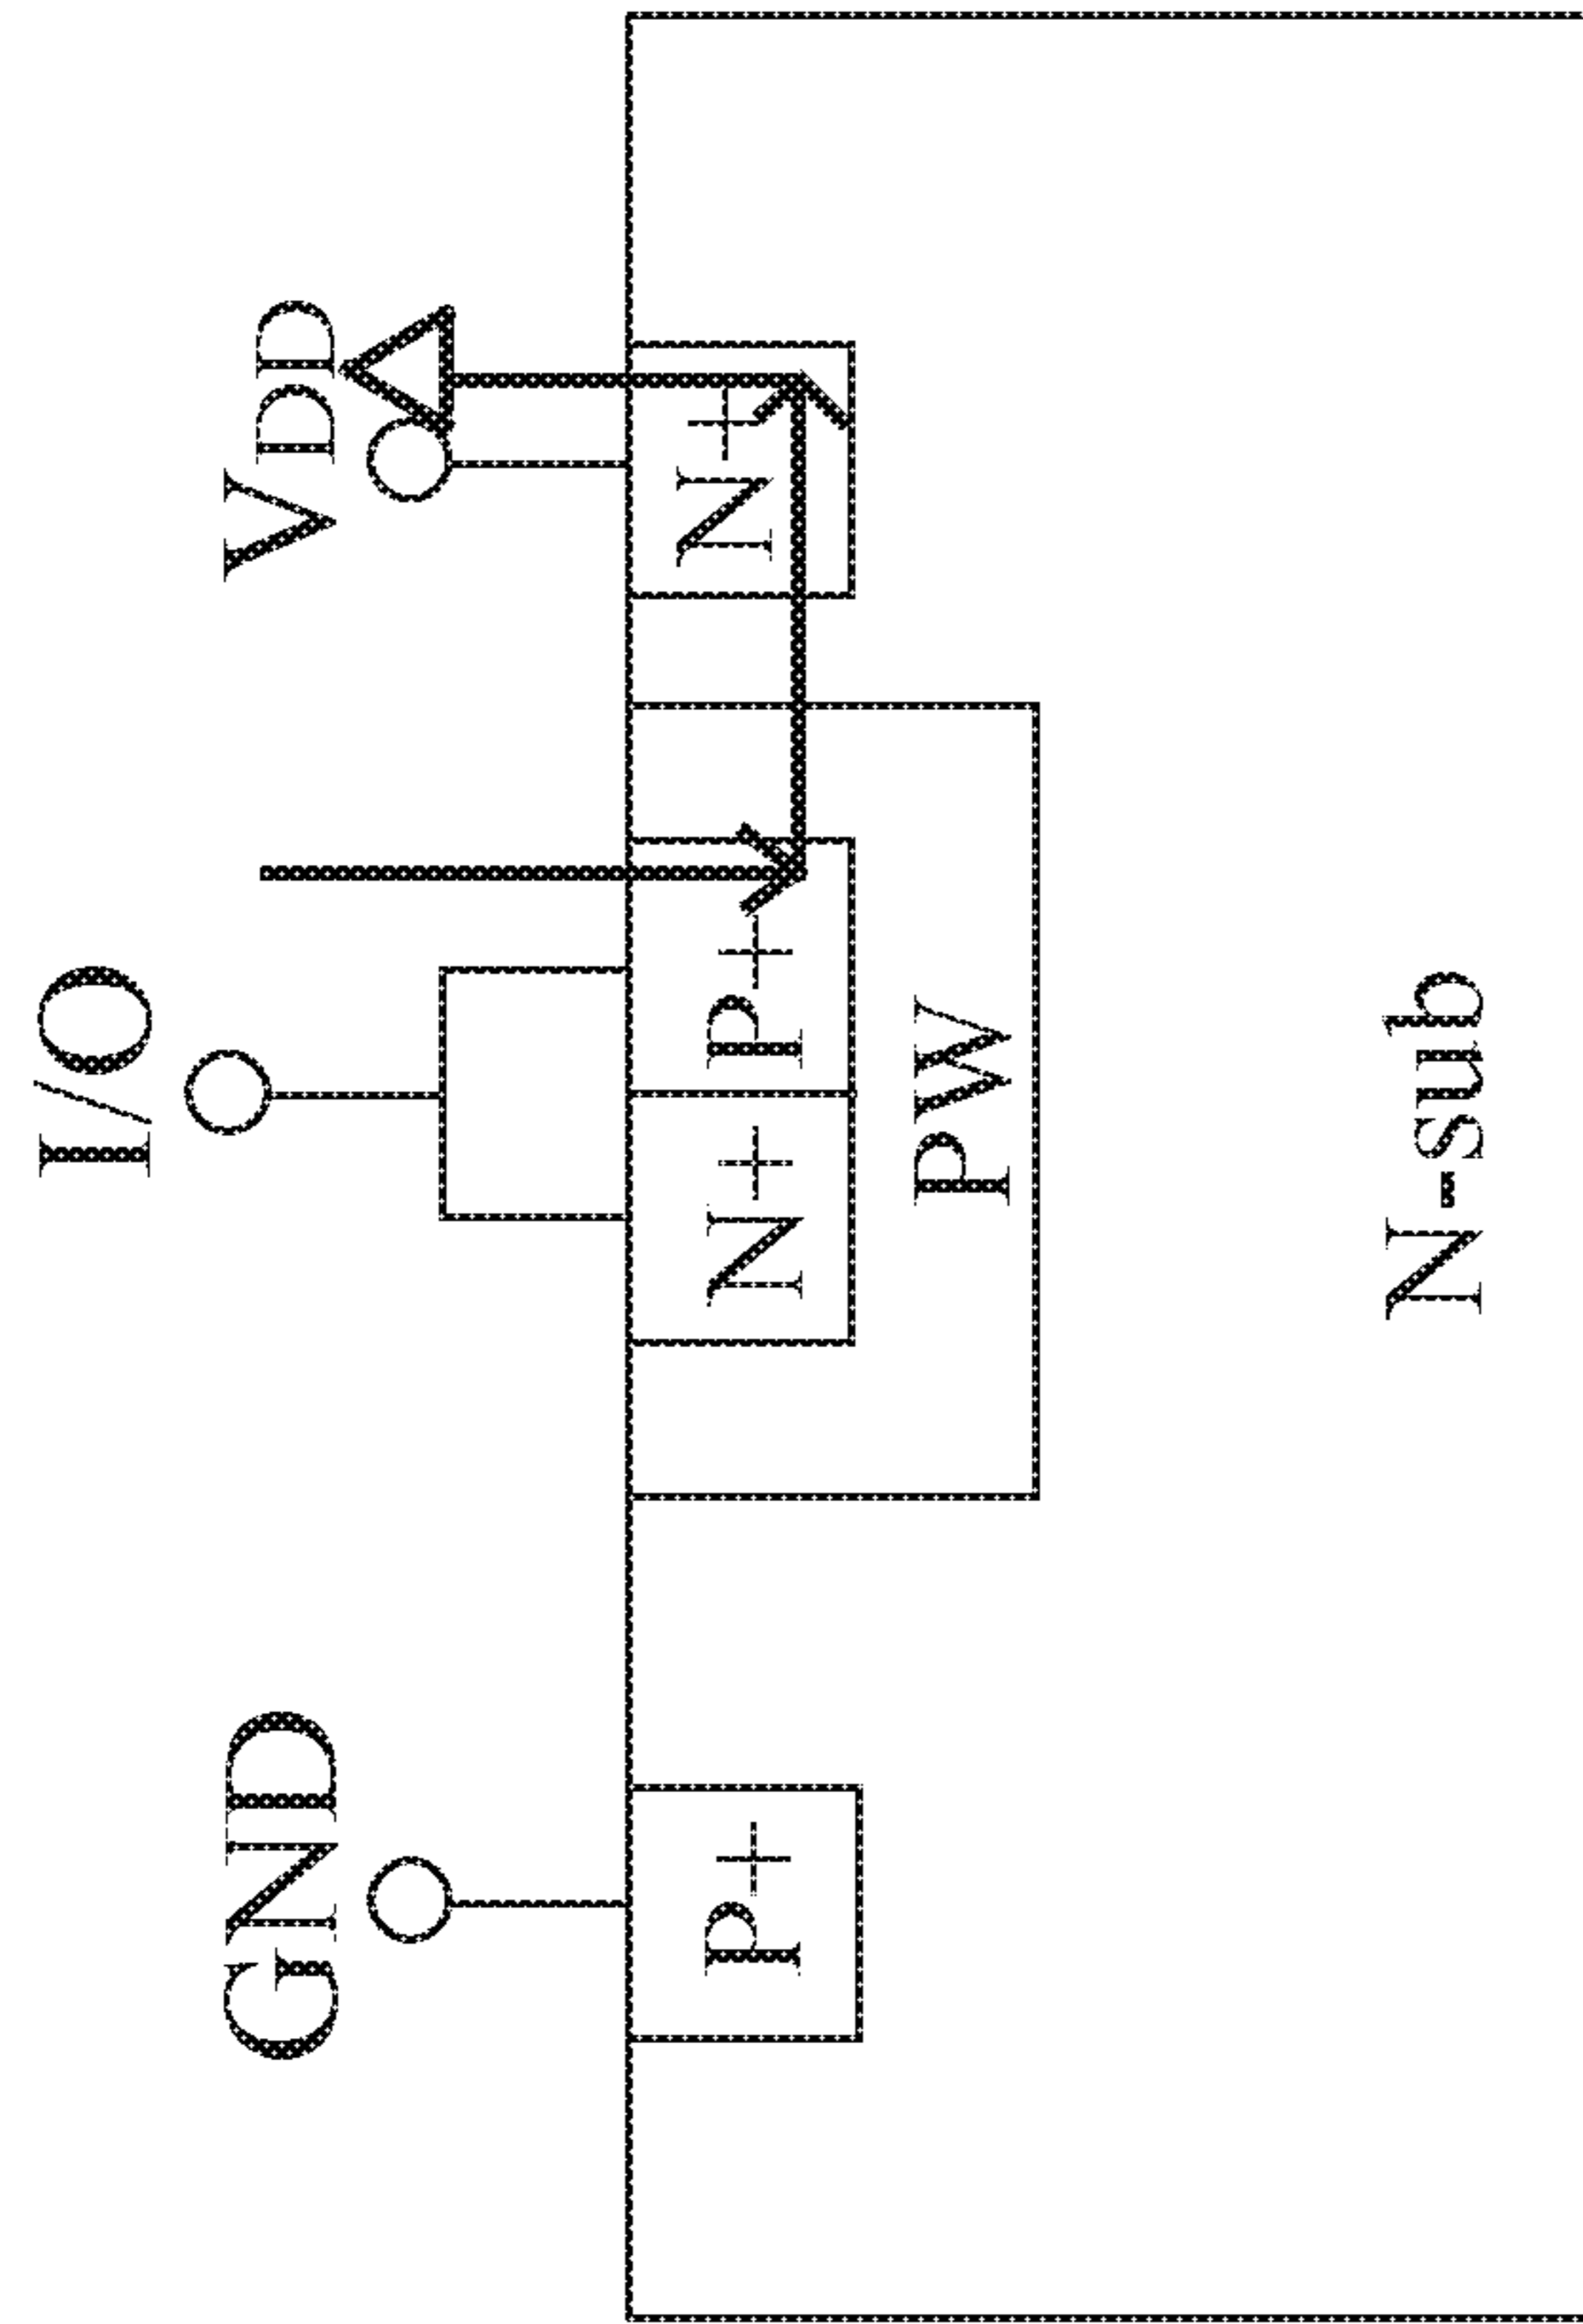 I/O
GND
VDD
P+
N+
P+
N+
PW
N-sub